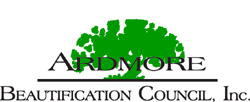 ARDMORE
BEAUTIFICATION COUNCIL, INC.